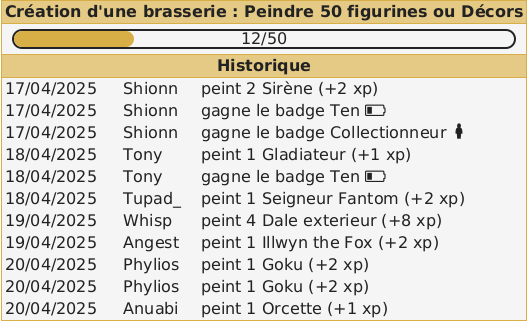 Création d'une brasserie : Peindre 50 figurines ou Décors
12/50
Historique
17/04/2025 Shionn peint 2 Sirène (+2 xp)
17/04/2025 Shionn gagne le badge Ten
17/04/2025 Shionn gagne le badge Collectionneur
18/04/2025 Tony peint 1 Gladiateur (+1 xp)
18/04/2025 Tony gagne le badge Ten
18/04/2025 Tupad_ peint 1 Seigneur Fantom (+2 xp)
19/04/2025 Whisp peint 4 Dale exterieur (+8 xp)
19/04/2025 Angest peint 1 Illwyn the Fox (+2 xp)
20/04/2025 Phylios peint 1 Goku (+2 xp)
20/04/2025 Phylios peint 1 Goku (+2 xp)
20/04/2025 Anuabi peint 1 Orcette (+1 xp)